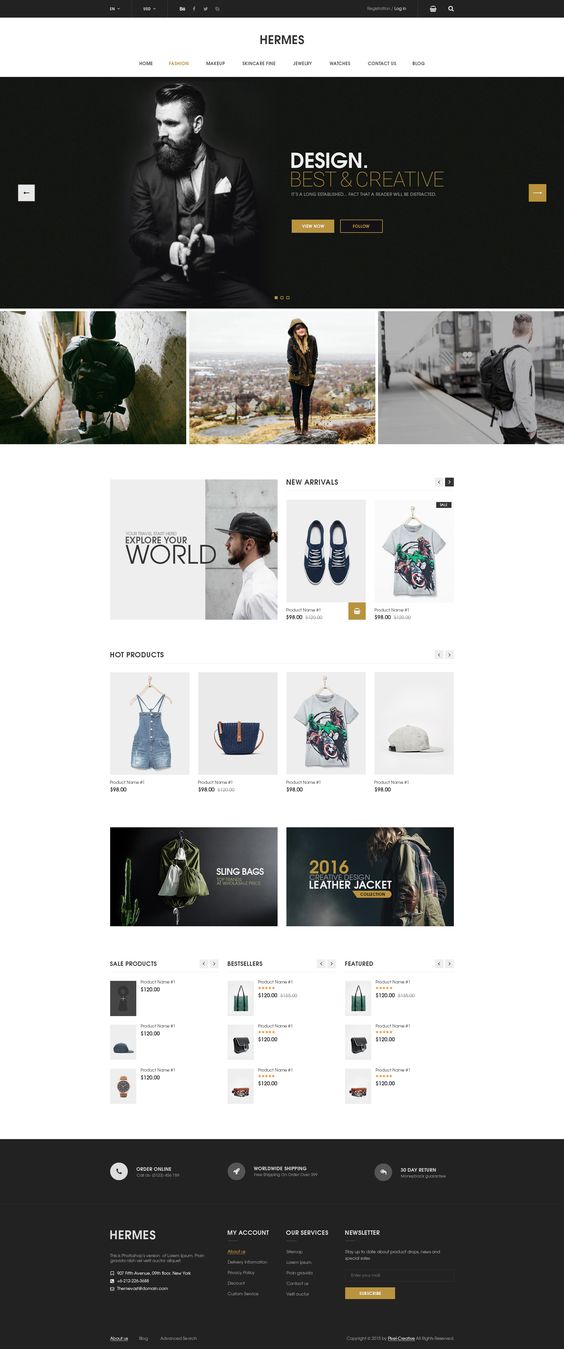 EN
USD
Registration / Log in
HERMES
HOME FASHION MAKEUP SKINCARE FINE JEWELRY WATCHES CONTACT US BLOG
DESIGN.
BEST & CREATIVE
IT'S A LONG ESTABLISHED... FACT THAT A READER WILL BE DISTRACTED.
VIEW NOW FOLLOW
YOUR TRAVEL START HERE
EXPLORE YOUR
WORLD
NEW ARRIVALS
SALE
Product Name #1
$98.00 $120.00
Product Name #1
$98.00 $120.00
HOT PRODUCTS
Product Name #1
$98.00
Product Name #1
$98.00 $120.00
Product Name #1
$98.00
Product Name #1
$98.00
SLING BAGS
TOP TRENDS
AT WHOLESALE PRICE
2016
CREATIVE DESIGN
LEATHER JACKET
COLLECTION
SALE PRODUCTS
Product Name #1
$120.00
Product Name #1
$120.00
Product Name #1
$120.00
BESTSELLERS
Product Name #1
$120.00 $155.00
Product Name #1
$120.00
Product Name #1
$120.00
FEATURED
Product Name #1
$120.00 $155.00
Product Name #1
$120.00
Product Name #1
$120.00
ORDER ONLINE
Call Us: (0123) 456 789
WORLDWIDE SHIPPING
Free Shipping On Order Over $99
30 DAY RETURN
Moneyback guarantee
HERMES
This is Photoshop's version of Lorem Ipsum. Proin
gravida nibh vel velit auctor aliquet.
907 Fifth Avenue, 09th floor, New York
+6-213-226-3688
Themevast@domain.com
MY ACCOUNT
About us
Delivery Information
Privacy Policy
Discount
Custom Service
OUR SERVICES
Sitemap
Lorem Ipsum
Proin gravida
Contact us
Velit auctor
NEWSLETTER
Stay up to date about product drops, news and
special sales
Enter your mail
SUBSCRIBE
About us Blog Advanced Search
Copyright © 2015 by Pixel-Creative All Rights Reserved.